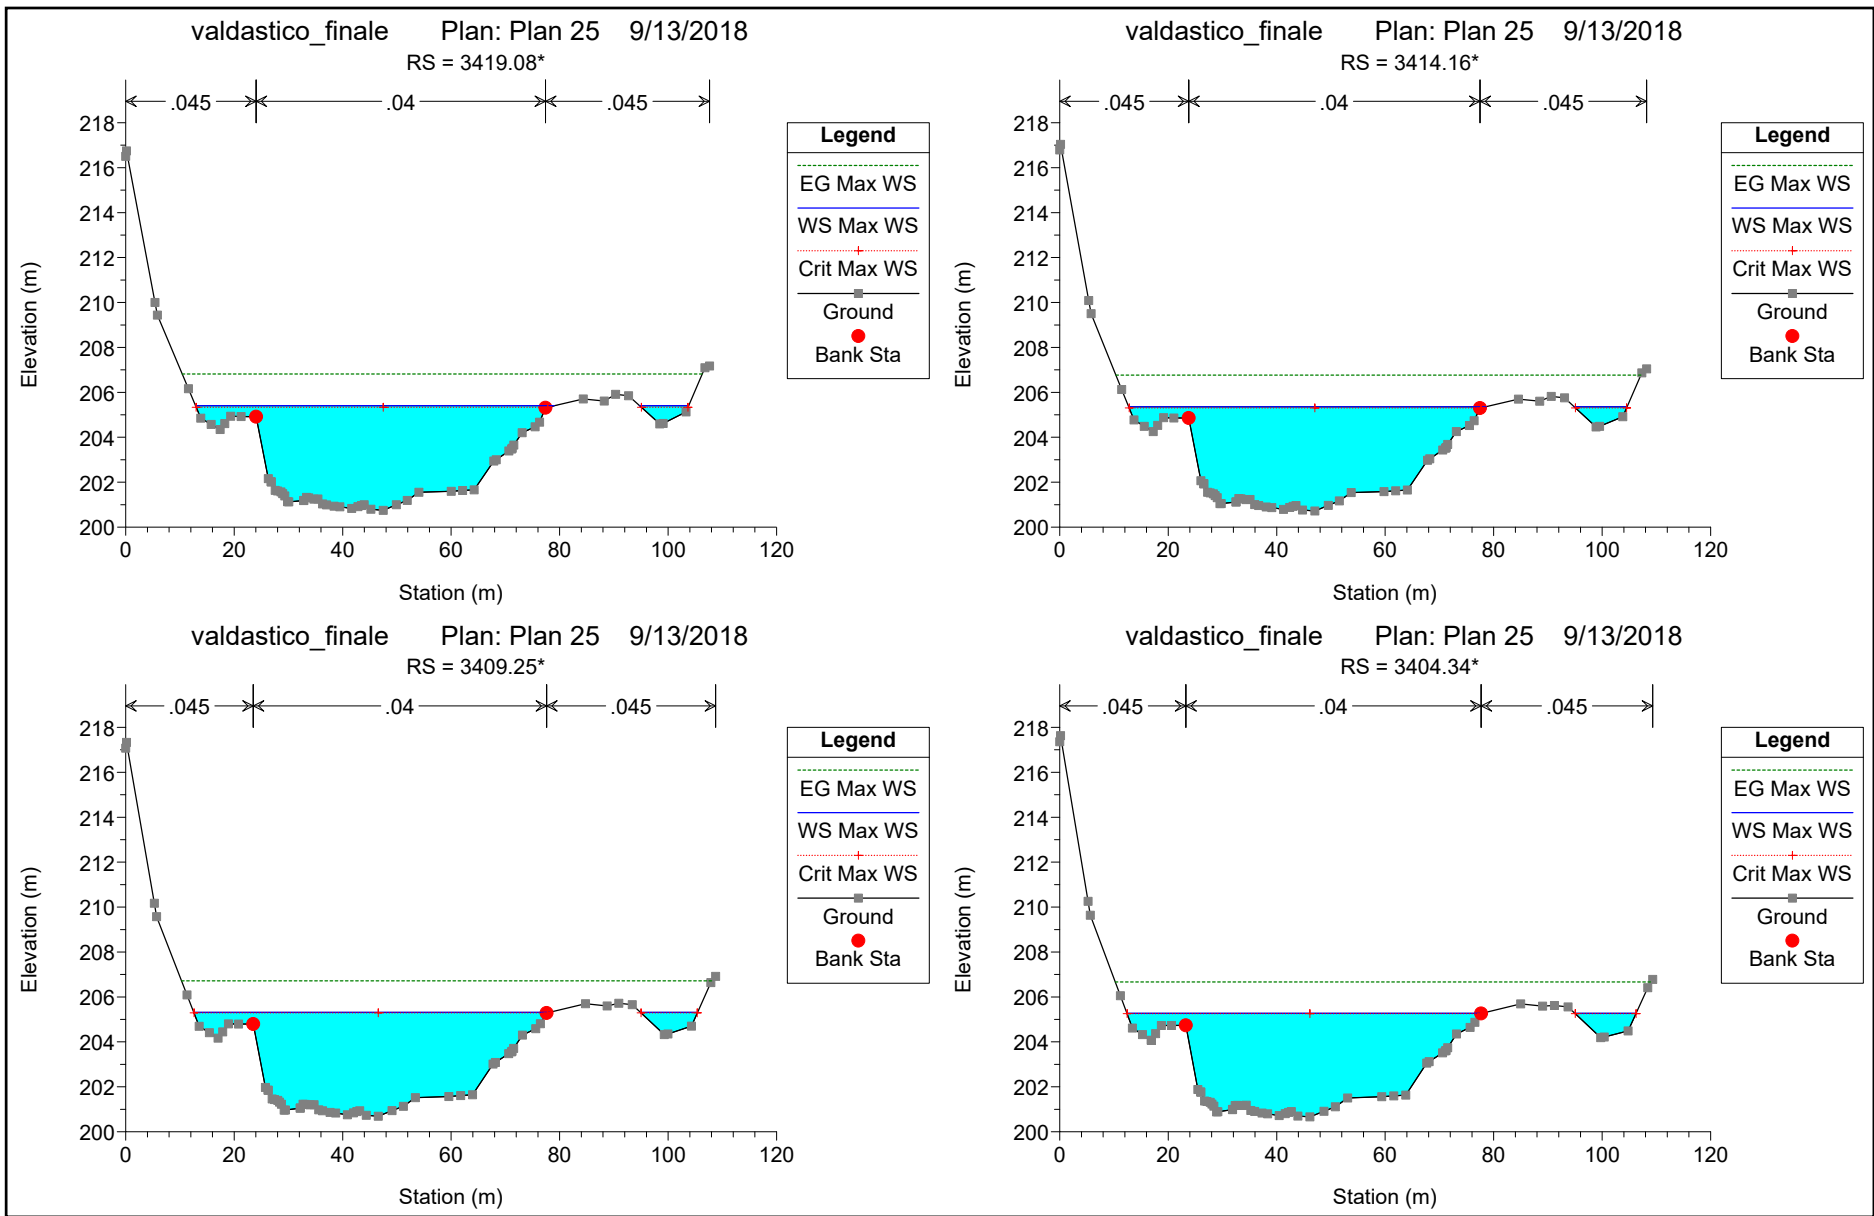 valdastico_finale Plan: Plan 25 9/13/2018
RS = 3419.08*
.045 .04 .045
218
216
214
212
210
208
206
204
202
200
Elevation (m)
0 20 40 60 80 100 120
Station (m)
Legend
EG Max WS
WS Max WS
Crit Max WS
Ground
Bank Sta
valdastico_finale Plan: Plan 25 9/13/2018
RS = 3414.16*
.045 .04 .045
218
216
214
212
210
208
206
204
202
200
Elevation (m)
0 20 40 60 80 100 120
Station (m)
Legend
EG Max WS
WS Max WS
Crit Max WS
Ground
Bank Sta
valdastico_finale Plan: Plan 25 9/13/2018
RS = 3409.25*
.045 .04 .045
218
216
214
212
210
208
206
204
202
200
Elevation (m)
0 20 40 60 80 100 120
Station (m)
Legend
EG Max WS
WS Max WS
Crit Max WS
Ground
Bank Sta
valdastico_finale Plan: Plan 25 9/13/2018
RS = 3404.34*
.045 .04 .045
218
216
214
212
210
208
206
204
202
200
Elevation (m)
0 20 40 60 80 100 120
Station (m)
Legend
EG Max WS
WS Max WS
Crit Max WS
Ground
Bank Sta